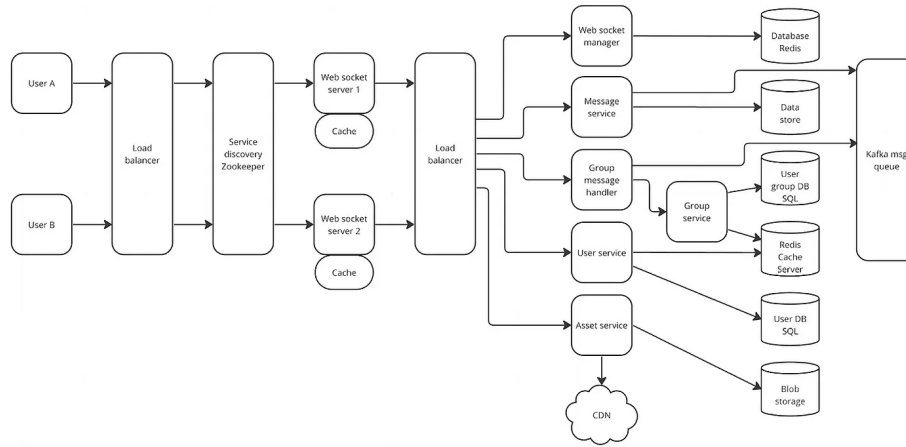 User A
User B
Load
balancer
Service
discovery
Zookeeper
Web socket
server 1
Cache
Web socket
server 2
Cache
Load
balancer
Web socket
manager
Message
service
Group
message
handler
Group
service
User service
Asset service
CDN
Database
Redis
Data
store
User
group DB
SQL
Redis
Cache
Server
User DB
SQL
Blob
storage
Kafka msg
queue